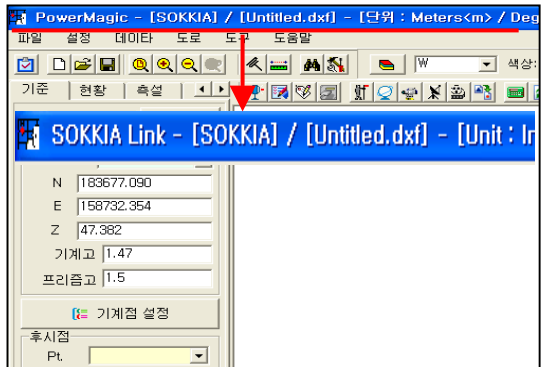 PowerMagic - [SOKKIA] / [Untitled.dxf] - [단위 : Meters<m> / Deg
파일 설정 데이타 도로 도구 도움말
W 색상:
기준 현황 측설
SOKKIA Link - [SOKKIA] / [Untitled.dxf] - [Unit : In
N 183677.090
E 158732.354
Z 47.382
기계고 1.47
프리즘고 1.5
기계점 설정
후시점
Pt.